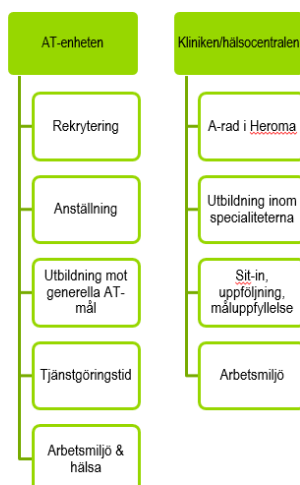 AT-enheten
Rekrytering
Anställning
Utbildning mot
generella AT-
mål
Tjänstgöringstid
Arbetsmiljö &
hälsa
Kliniken/hälsocentralen
A-rad i Heroma
Utbildning inom
specialiteterna
Sit-in,
uppföljning,
måluppfyllelse
Arbetsmiljö